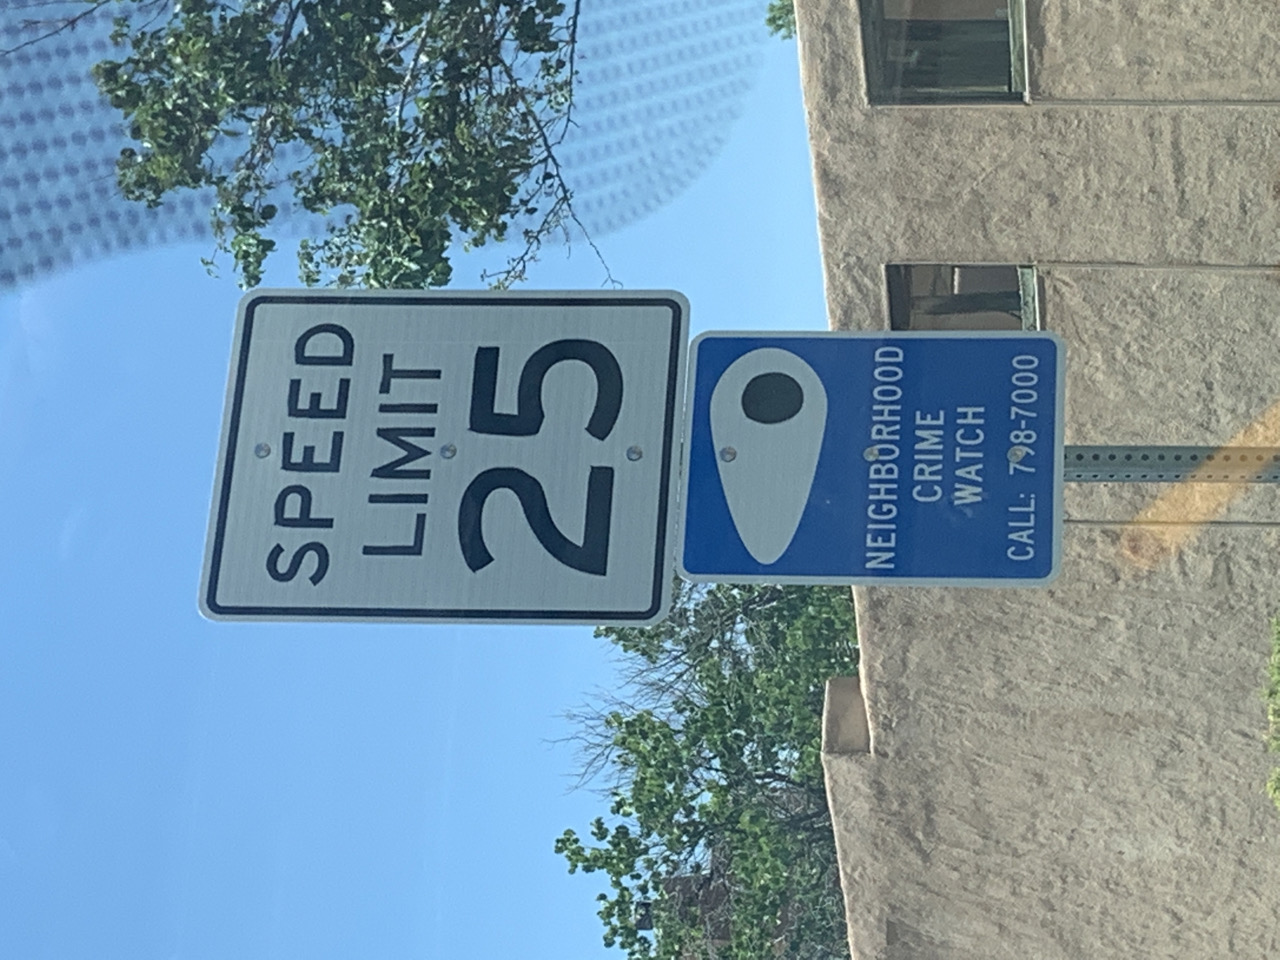 SPEED
LIMIT
25
NEIGHBORHOOD
CRIME
WATCH
CALL: 798-7000